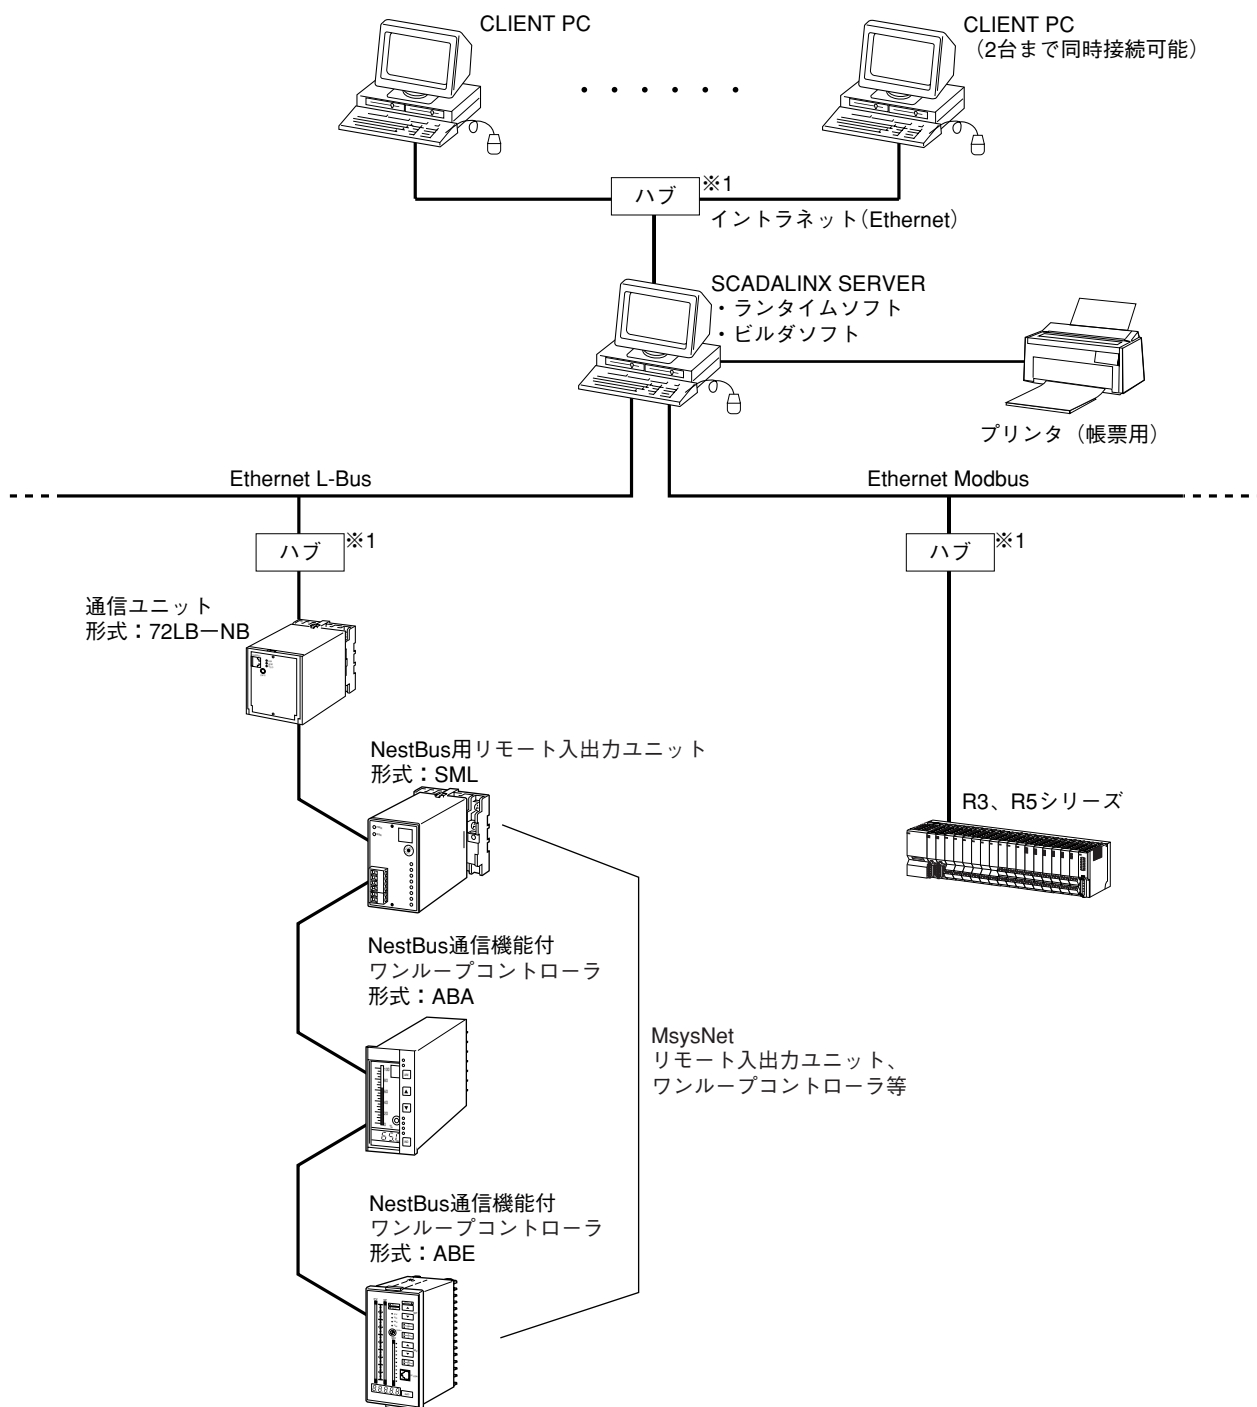 CLIENT PC
CLIENT PC
（2台まで同時接続可能）
ハブ ※1
イントラネット（Ethernet）
SCADALINX SERVER
・ランタイムソフト
・ビルダソフト
プリンタ（帳票用）
Ethernet L-Bus
Ethernet Modbus
ハブ ※1
ハブ ※1
通信ユニット
形式：72LB－NB
NestBus用リモート入出力ユニット
形式：SML
R3、R5シリーズ
NestBus通信機能付
ワンループコントローラ
形式：ABA
MsysNet
リモート入出力ユニット、
ワンループコントローラ等
NestBus通信機能付
ワンループコントローラ
形式：ABE